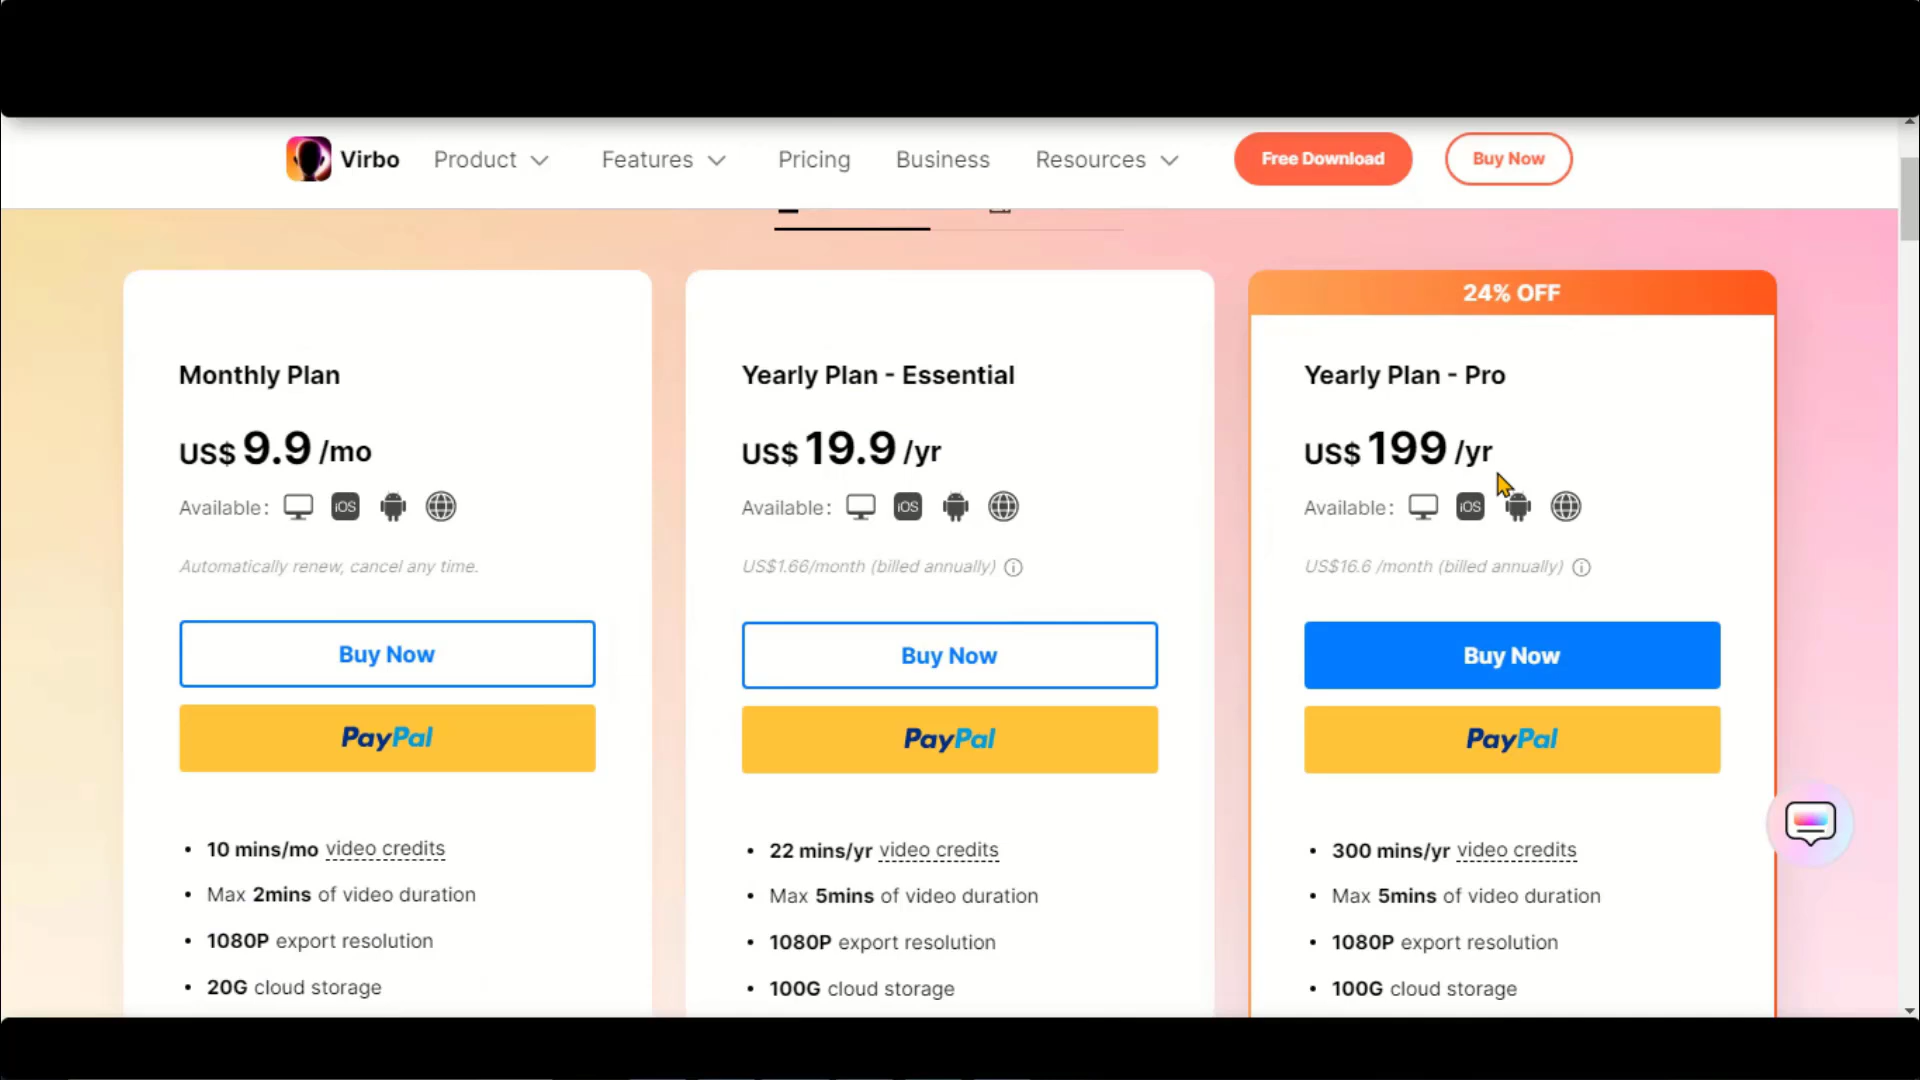 Virbo Product Features Pricing Business Resources Free Download Buy Now
Monthly Plan
US$ 9.9 /mo
Available: iOS
Automatically renew, cancel any time.
Buy Now
PayPal
• 10 mins/mo video credits
• Max 2mins of video duration
• 1080P export resolution
• 20G cloud storage
Yearly Plan - Essential
US$ 19.9 /yr
Available: iOS
US$1.66/month (billed annually)
Buy Now
PayPal
• 22 mins/yr video credits
• Max 5mins of video duration
• 1080P export resolution
• 100G cloud storage
24% OFF
Yearly Plan - Pro
US$ 199 /yr
Available: iOS
US$16.6 /month (billed annually)
Buy Now
PayPal
• 300 mins/yr video credits
• Max 5mins of video duration
• 1080P export resolution
• 100G cloud storage